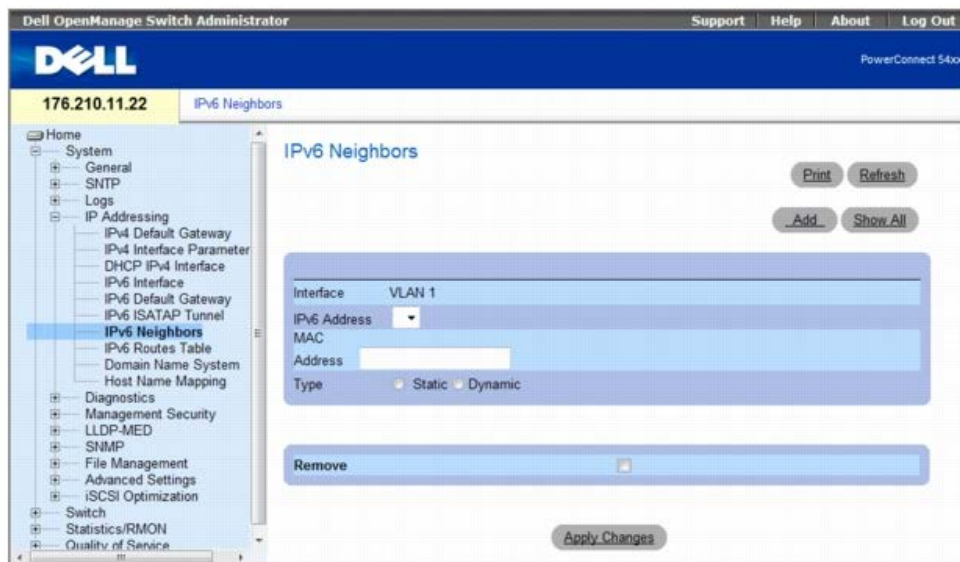 Dell OpenManage Switch Administrator
Support Help About Log Out
DELL
PowerConnect 54xx
176.210.11.22
IPv6 Neighbors
Home
System
General
SNTP
Logs
IP Addressing
IPv4 Default Gateway
IPv4 Interface Parameter
DHCP IPv4 Interface
IPv6 Interface
IPv6 Default Gateway
IPv6 ISATAP Tunnel
IPv6 Neighbors
IPv6 Routes Table
Domain Name System
Host Name Mapping
Diagnostics
Management Security
LLDP-MED
SNMP
File Management
Advanced Settings
iSCSI Optimization
Switch
Statistics/RMON
Quality of Service
IPv6 Neighbors
Print Refresh
Add Show All
Interface VLAN 1
IPv6 Address
MAC
Address
Type Static Dynamic
Remove
Apply Changes